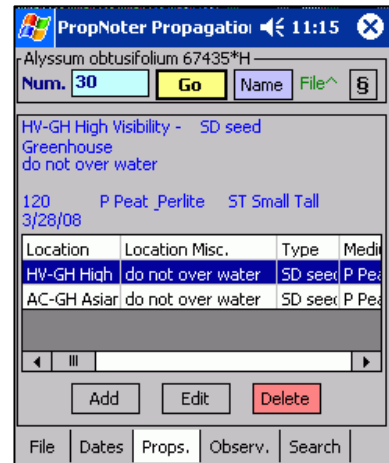 PropNoter Propagatio 11:15
Alyssum obtusifolium 67435*H
Num. 30 Go Name File^ §
HV-GH High Visibility - SD seed
Greenhouse
do not over water
120 P Peat_Perlite ST Small Tall
3/28/08
Location Location Misc. Type Medi
HV-GH High do not over water SD seec P Pea
AC-GH Asiar do not over water SD seec P Pea
Add Edit Delete
File Dates Props. Observ. Search